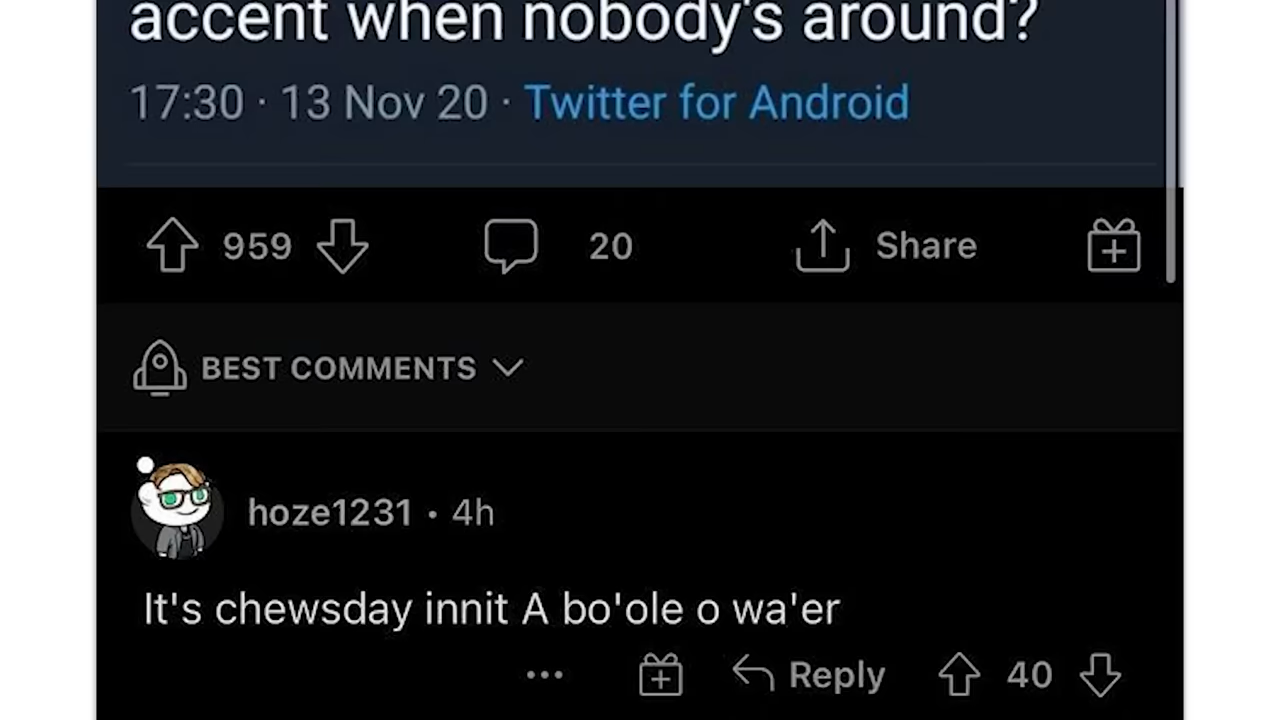 accent when nobody's around?
17:30 · 13 Nov 20 · Twitter for Android
959 20 Share
BEST COMMENTS
hoze1231 • 4h
It's chewsday innit A bo'ole o wa'er
... Reply 40